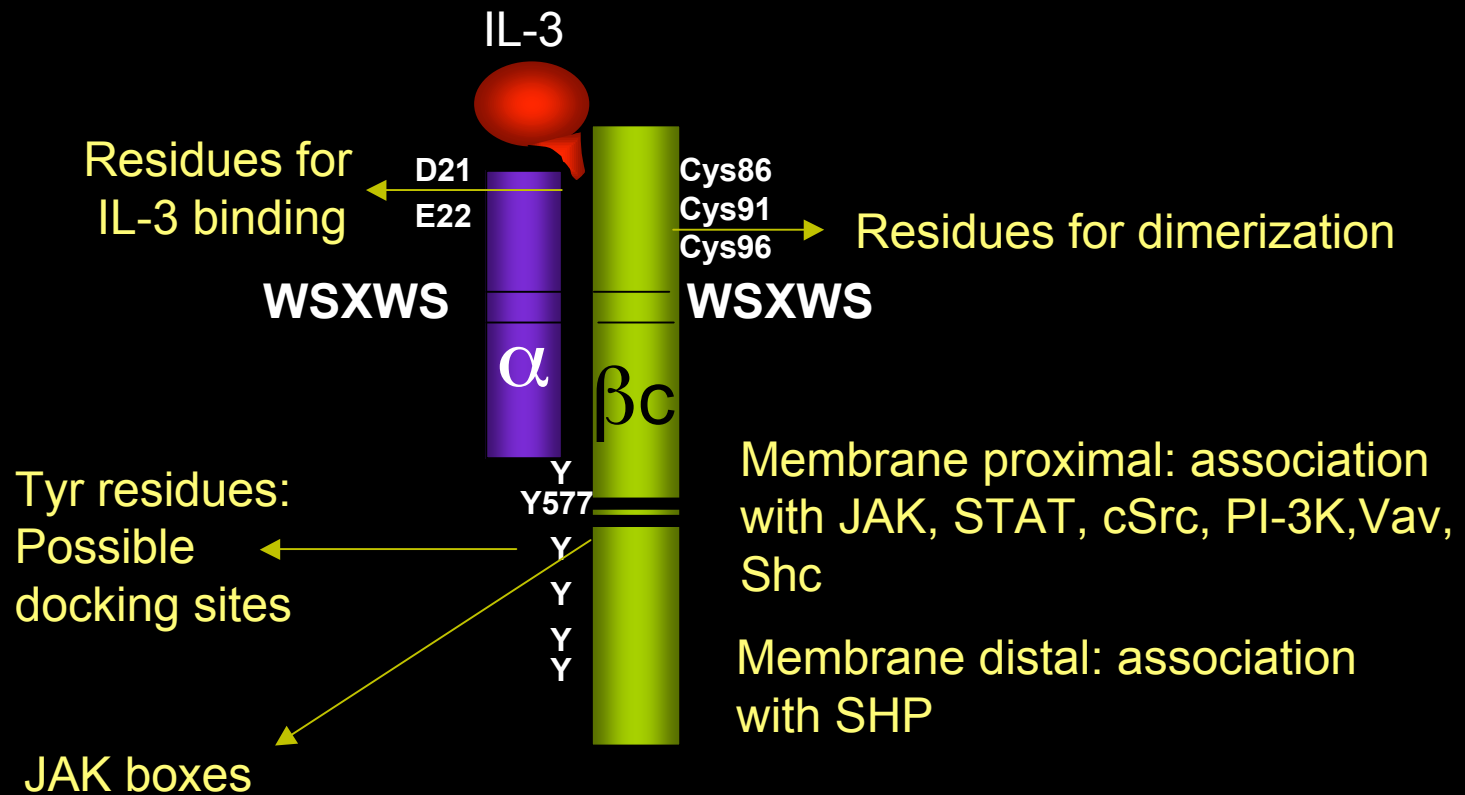 IL-3
Residues for
IL-3 binding
D21
E22
Cys86
Cys91
Cys96
Residues for dimerization
WSXWS
WSXWS
α
βc
Tyr residues:
Possible
docking sites
Y
Y577
Y
Y
Y
Y
Membrane proximal: association
with JAK, STAT, cSrc, PI-3K,Vav,
Shc
Membrane distal: association
with SHP
JAK boxes